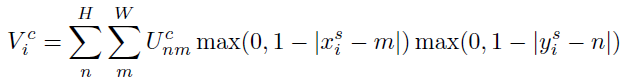 V_i^c = \sum_n^H \sum_m^W U_{nm}^c \max(0, 1 - |x_i^s - m|) \max(0, 1 - |y_i^s - n|)